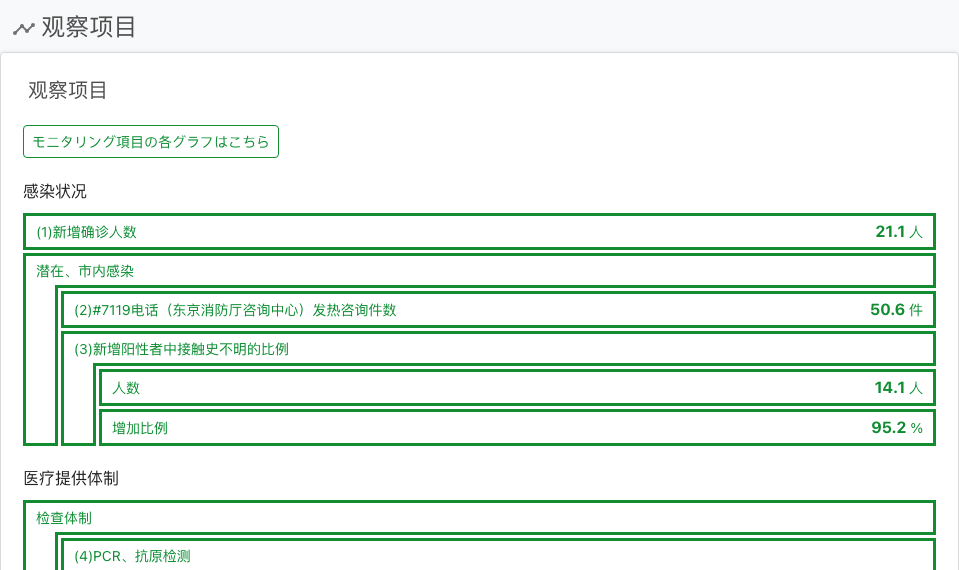 观察项目
观察项目
モニタリング項目の各グラフはこちら
感染状况
(1)新增确诊人数 21.1 人
潜在、市内感染
(2)#7119电话（东京消防厅咨询中心）发热咨询件数 50.6 件
(3)新增阳性者中接触史不明的比例
人数 14.1 人
增加比例 95.2 %
医疗提供体制
检查体制
(4)PCR、抗原检测